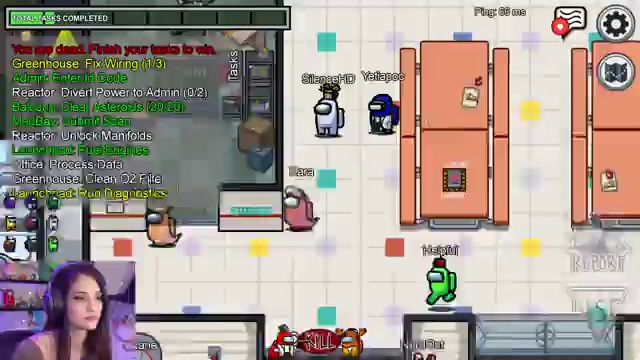 TOTAL TASKS COMPLETED
Ping: 66 ms
You are dead. Finish your tasks to win.
Greenhouse: Fix Wiring (1/3)
Admin: Enter Id Code
Reactor: Divert Power to Admin (0/2)
Balcony: Clear Asteroids (20/20)
MedBay: Submit Scan
Reactor: Unlock Manifolds
Launchpad: Fuel Engines
Office: Process Data
Greenhouse: Clean O2 Filter
Launchpad: Run Diagnostics
Tasks
SilenceHD
Yetiapoc
Helpful
REPORT
USE
KILL